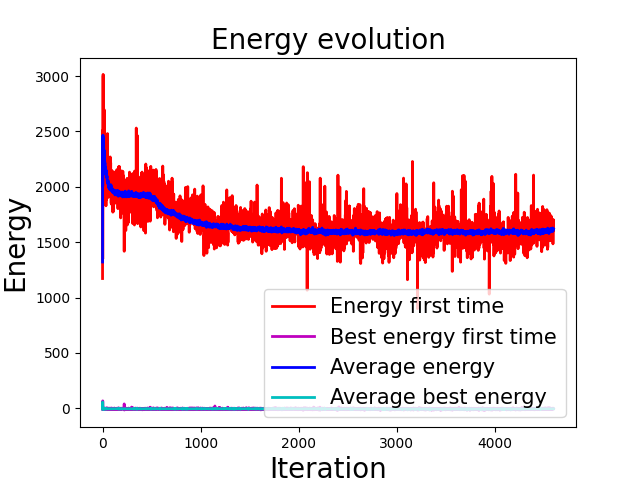 Energy evolution
3000
2500
2000
1500
1000
500
0
Energy
Energy first time
Best energy first time
Average energy
Average best energy
0 1000 2000 3000 4000
Iteration